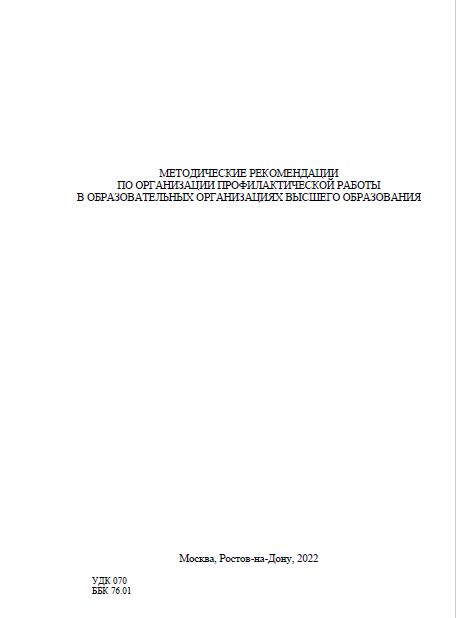 МЕТОДИЧЕСКИЕ РЕКОМЕНДАЦИИ
ПО ОРГАНИЗАЦИИ ПРОФИЛАКТИЧЕСКОЙ РАБОТЫ
В ОБРАЗОВАТЕЛЬНЫХ ОРГАНИЗАЦИЯХ ВЫСШЕГО ОБРАЗОВАНИЯ
Москва, Ростов-на-Дону, 2022
УДК 070
ББК 76.01